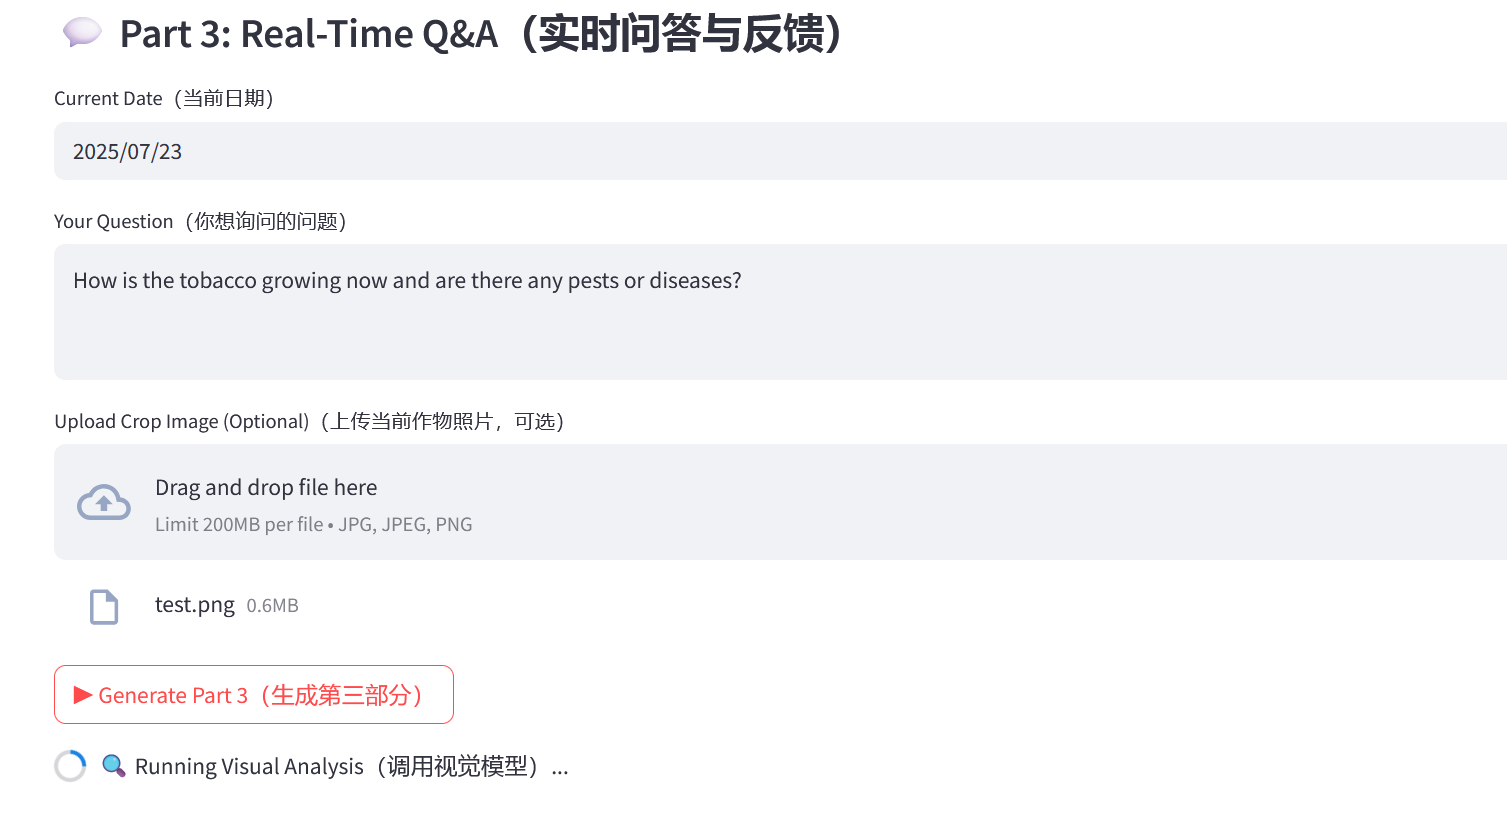 Part 3: Real-Time Q&A（实时问答与反馈）
Current Date（当前日期）
2025/07/23
Your Question（你想询问的问题）
How is the tobacco growing now and are there any pests or diseases?
Upload Crop Image (Optional)（上传当前作物照片，可选）
Drag and drop file here
Limit 200MB per file • JPG, JPEG, PNG
test.png 0.6MB
▶ Generate Part 3（生成第三部分）
🔍 Running Visual Analysis（调用视觉模型）...